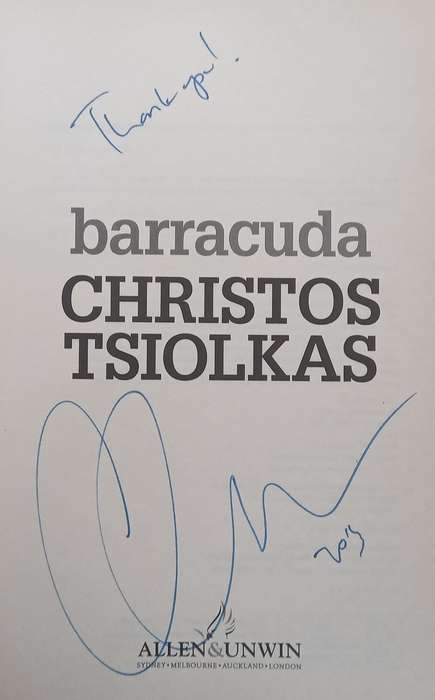 Thank you!
barracuda
CHRISTOS
TSIOLKAS
2013
ALLEN&UNWIN
SYDNEY • MELBOURNE • AUCKLAND • LONDON